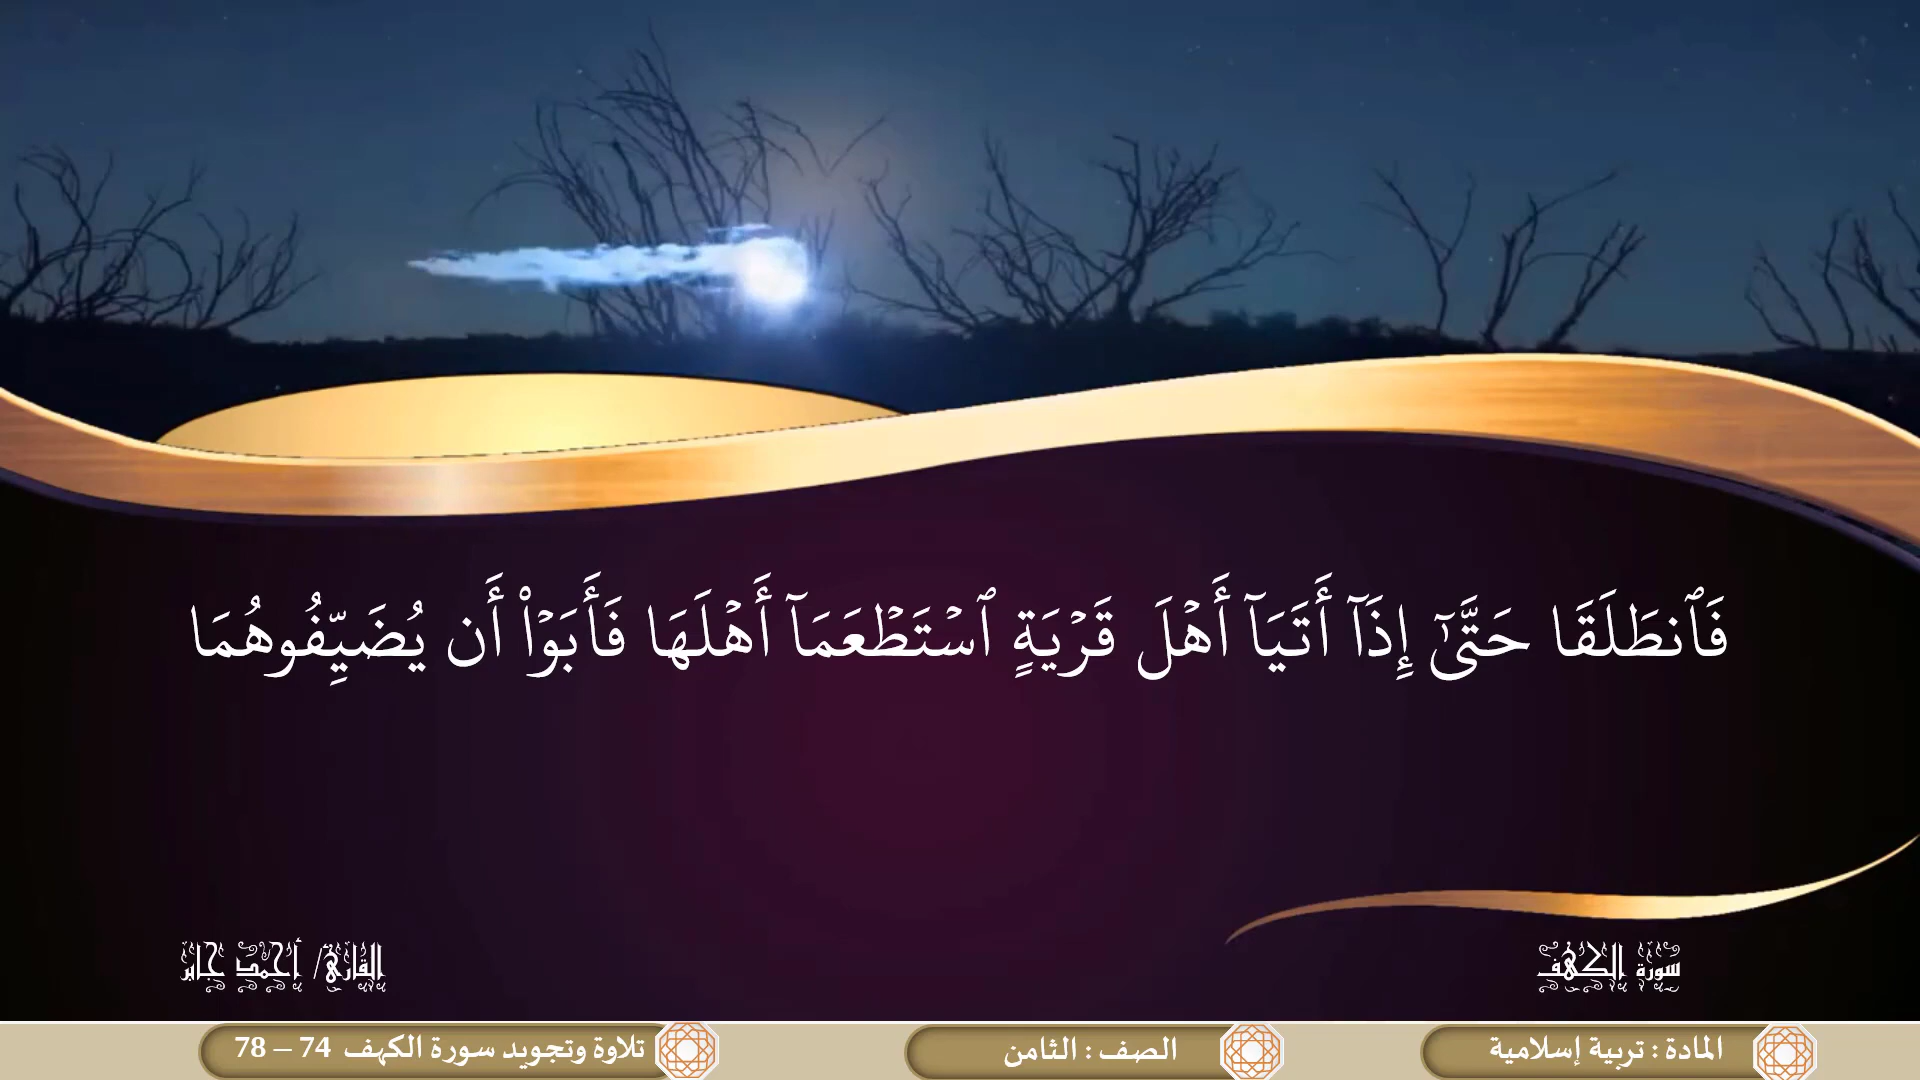 فَٱنطَلَقَا حَتَّىٰٓ إِذَآ أَتَيَآ أَهۡلَ قَرۡيَةٍ ٱسۡتَطۡعَمَآ أَهۡلَهَا فَأَبَوۡاْ أَن يُضَيِّفُوهُمَا
سورة الكهف
القارئ/ أحمد جابر
المادة : تربية إسلامية
الصف : الثامن
تلاوة وتجويد سورة الكهف 74 – 78